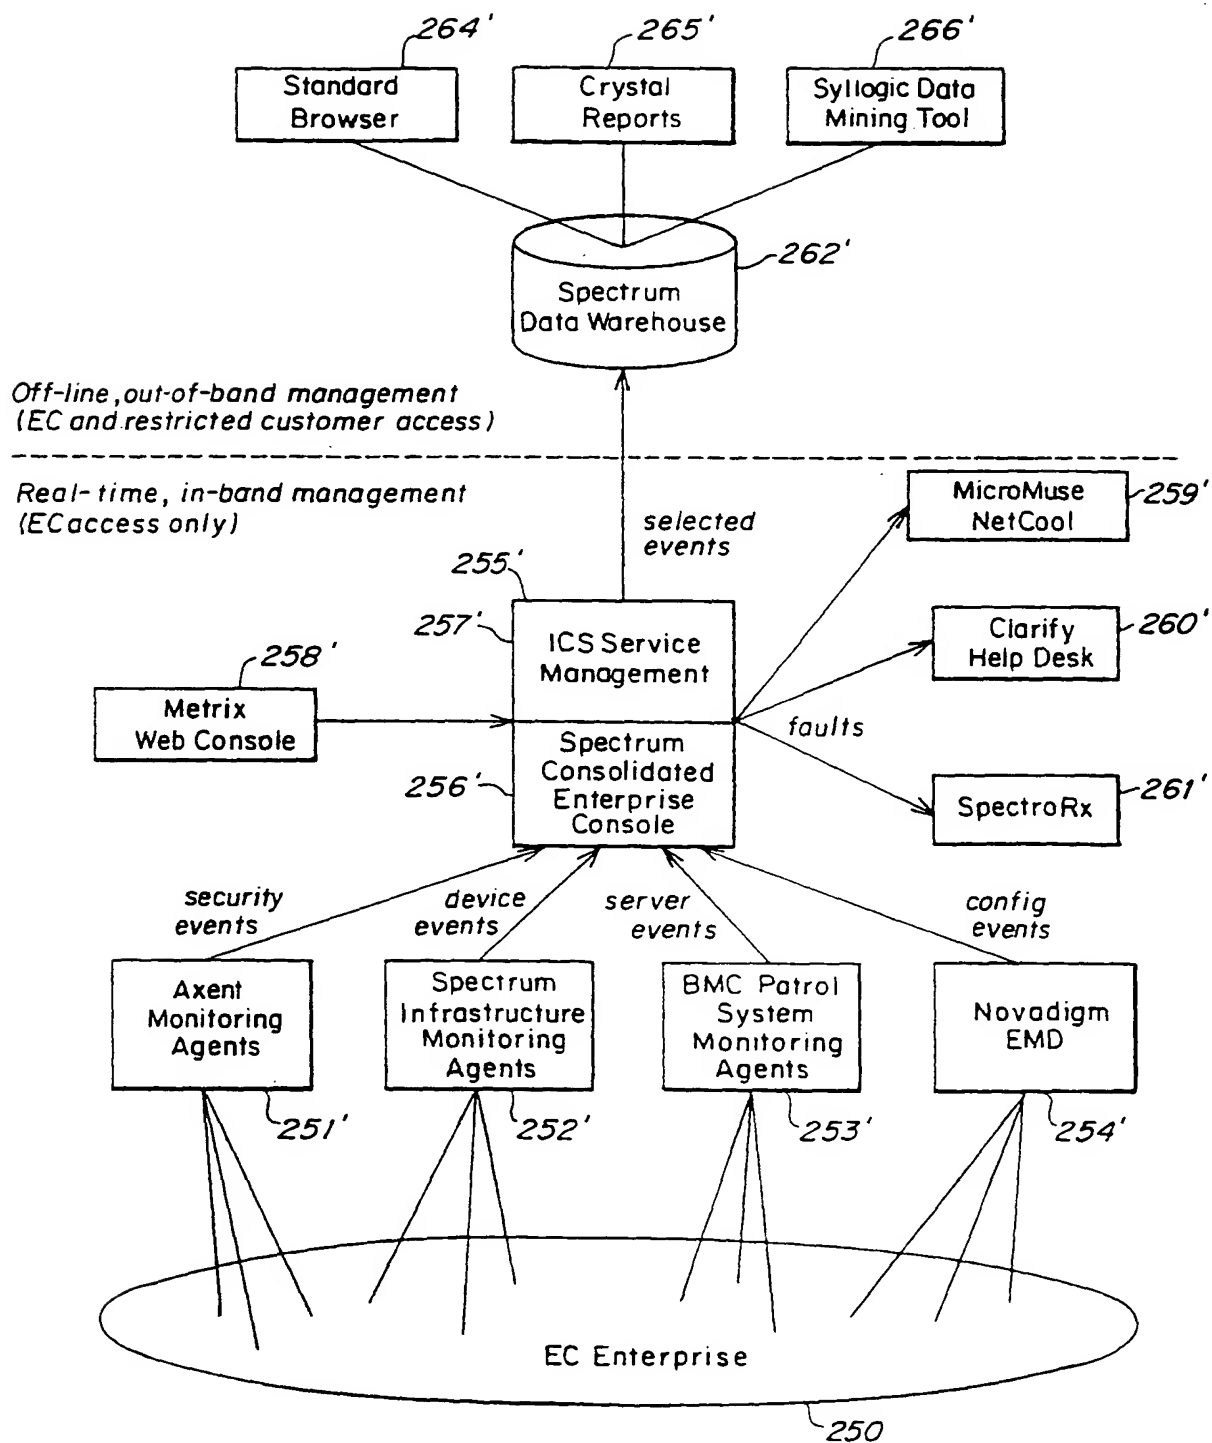 264'
265'
266'
Standard
Browser
Crystal
Reports
Syllogic Data
Mining Tool
262'
Spectrum
Data Warehouse
Off-line, out-of-band management
(EC and restricted customer access)
Real-time, in-band management
(EC access only)
MicroMuse
NetCool
259'
selected
events
255'
257'
ICS Service
Management
Clarify
Help Desk
260'
258'
Metrix
Web Console
faults
Spectrum
Consolidated
Enterprise
Console
256'
SpectroRx
261'
security
events
device
events
server
events
config
events
Axent
Monitoring
Agents
Spectrum
Infrastructure
Monitoring
Agents
BMC Patrol
System
Monitoring
Agents
Novadigm
EMD
251'
252'
253'
254'
EC Enterprise
250